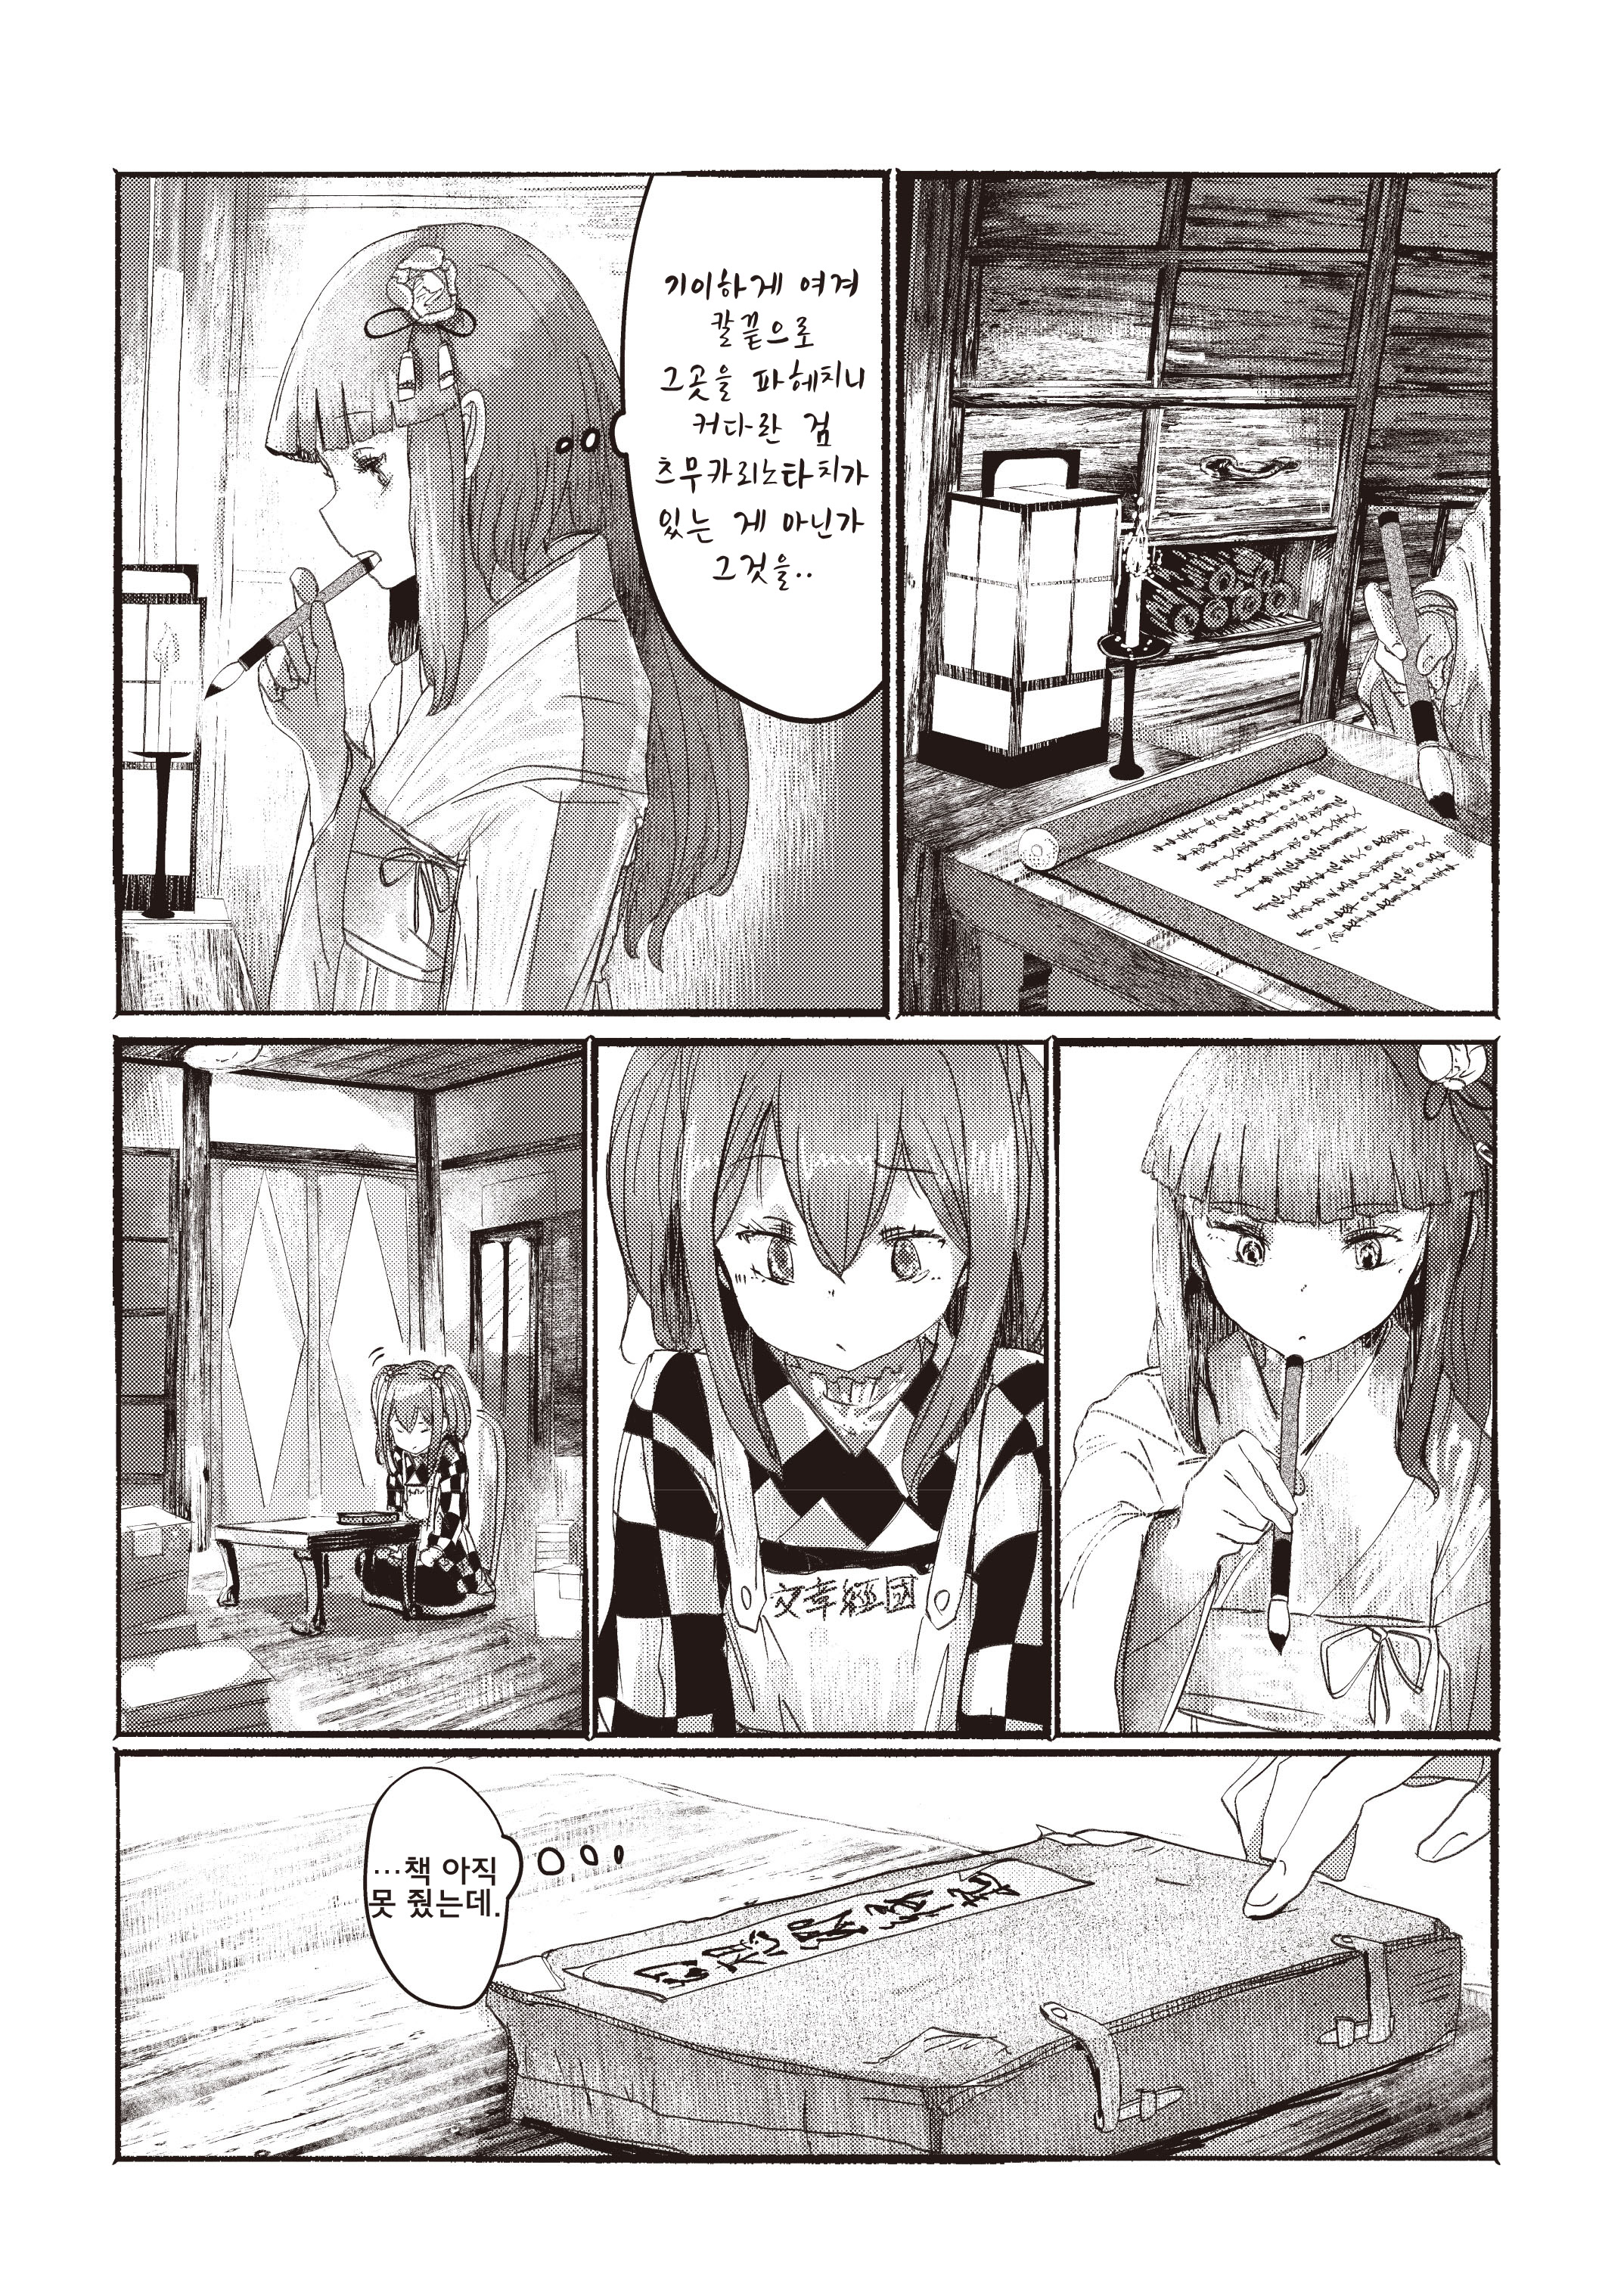 기이하게 여겨
칼끝으로
그곳을 파헤치니
커다란 검
츠무카리노타치가
있는 게 아닌가
그것을..
文章經國
…책 아직
못 줬는데.